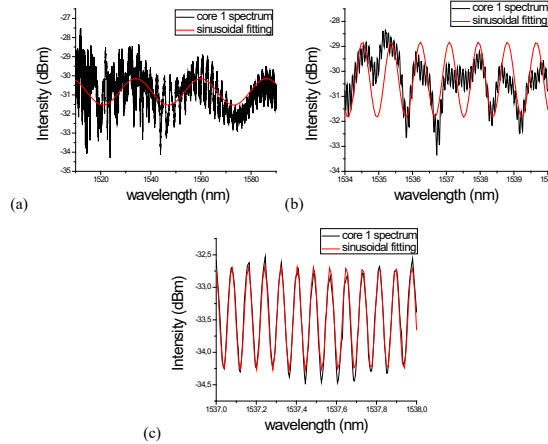 core 1 spectrum
sinusoidal fitting
-27
-28
-29
-30
-31
-32
-33
-34
-35
Intensity (dBm)
1520 1540 1560 1580
wavelength (nm)
(a)
core 1 spectrum
sinusoidal fitting
-28
-29
-30
-31
-32
-33
-34
Intensity (dBm)
1534 1535 1536 1537 1538 1539
wavelength (nm)
(b)
core 1 spectrum
sinusoidal fitting
-32,5
-33,0
-33,5
-34,0
-34,5
Intensity (dBm)
1537,0 1537,2 1537,4 1537,6 1537,8 1538,0
wavelength (nm)
(c)